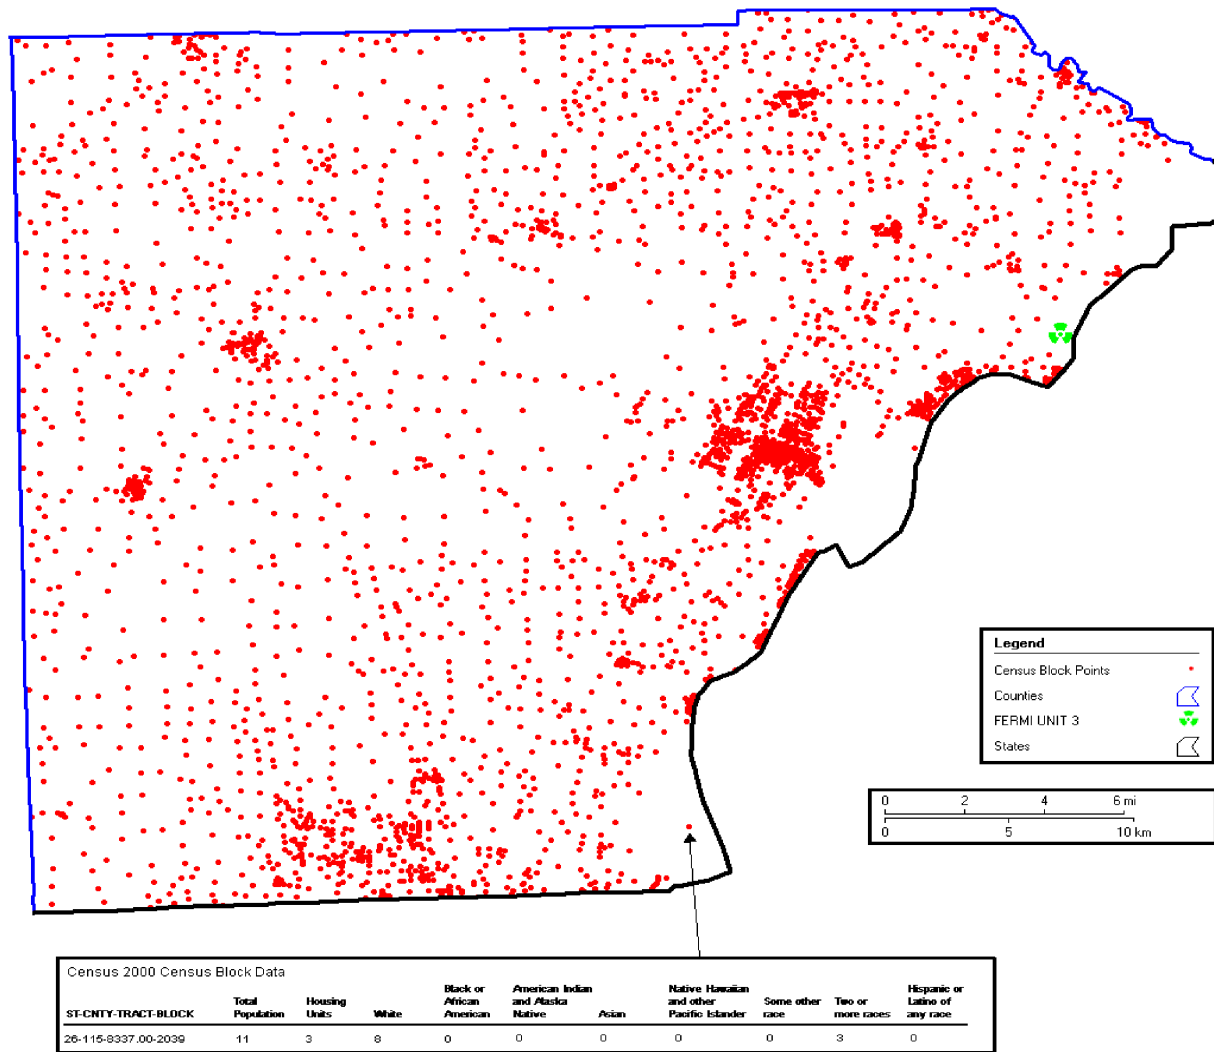 Legend
Census Block Points
Counties
FERMI UNIT 3
States
0 2 4 6 mi
0 5 10 km
Census 2000 Census Block Data
ST-CNTY-TRACT-BLOCK Total Population Housing Units White Black or African American American Indian and Alaska Native Asian Native Hawaiian and other Pacific Islander Some other race Two or more races Hispanic or Latino of any race
26-115-8337.00-2039 11 3 8 0 0 0 0 0 3 0